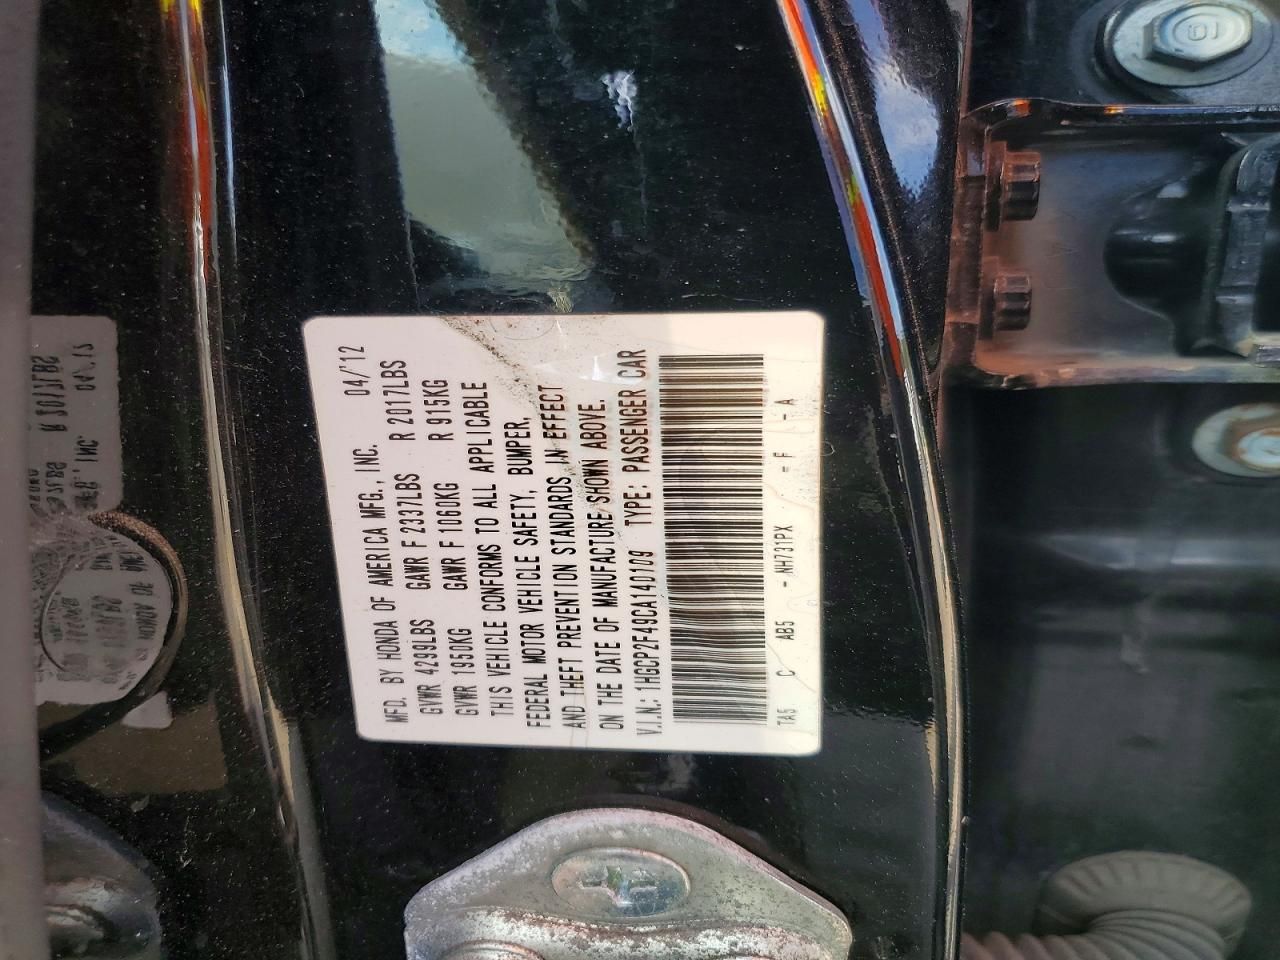 MFD. BY HONDA OF AMERICA MFG., INC. 04/'12
GVWR 4299LBS GAWR F 2337LBS R 2017LBS
GVWR 1950KG GAWR F 1060KG R 915KG
THIS VEHICLE CONFORMS TO ALL APPLICABLE
FEDERAL MOTOR VEHICLE SAFETY, BUMPER,
AND THEFT PREVENTION STANDARDS IN EFFECT
ON THE DATE OF MANUFACTURE SHOWN ABOVE.
V.I.N.: 1HGCP2F49CA140109 TYPE: PASSENGER CAR
TA5 C AB5 - NH731PX - F - A